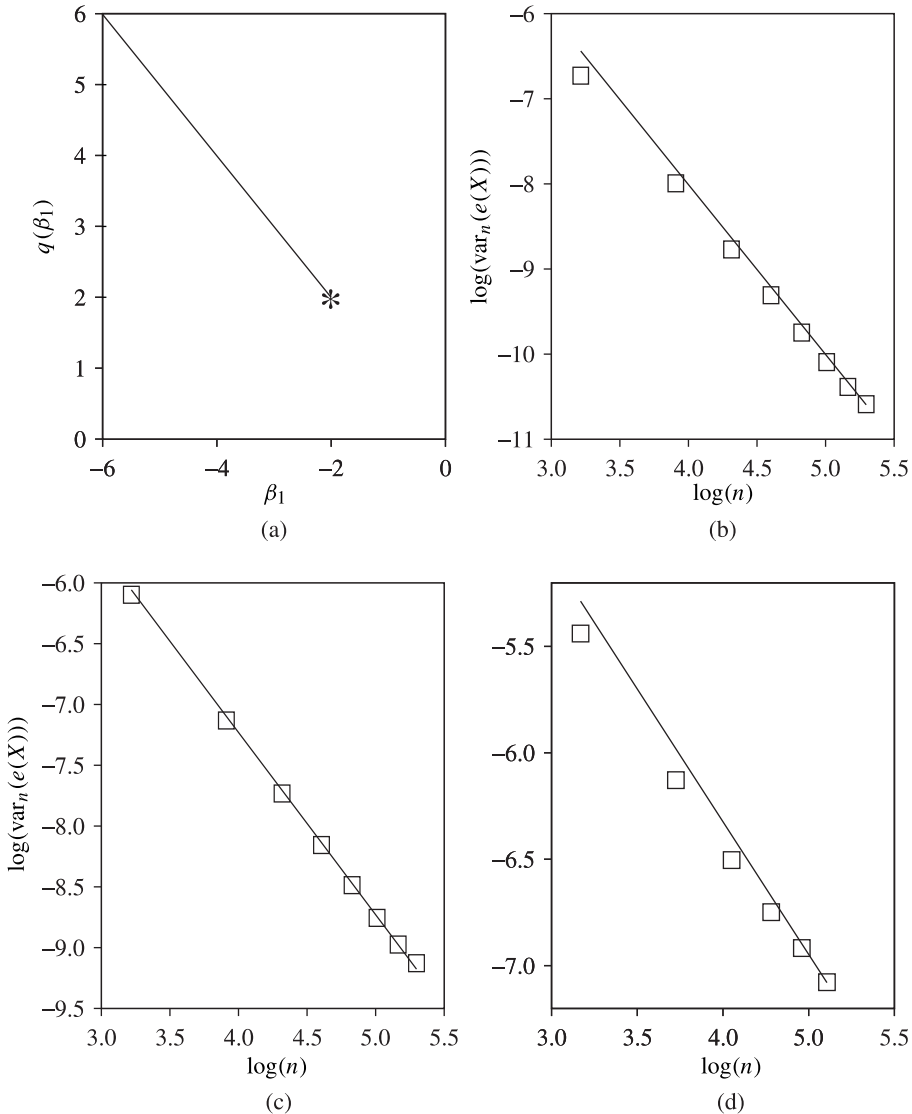 6
5
4
3
2
1
0
q(β₁)
*
−6 −4 −2 0
β₁
(a)
−6
−7
−8
−9
−10
−11
log(varₙ(e(X)))
3.0 3.5 4.0 4.5 5.0 5.5
log(n)
(b)
−6.0
−6.5
−7.0
−7.5
−8.0
−8.5
−9.0
−9.5
log(varₙ(e(X)))
3.0 3.5 4.0 4.5 5.0 5.5
log(n)
(c)
−5.5
−6.0
−6.5
−7.0
3.0 3.5 4.0 4.5 5.0 5.5
log(n)
(d)